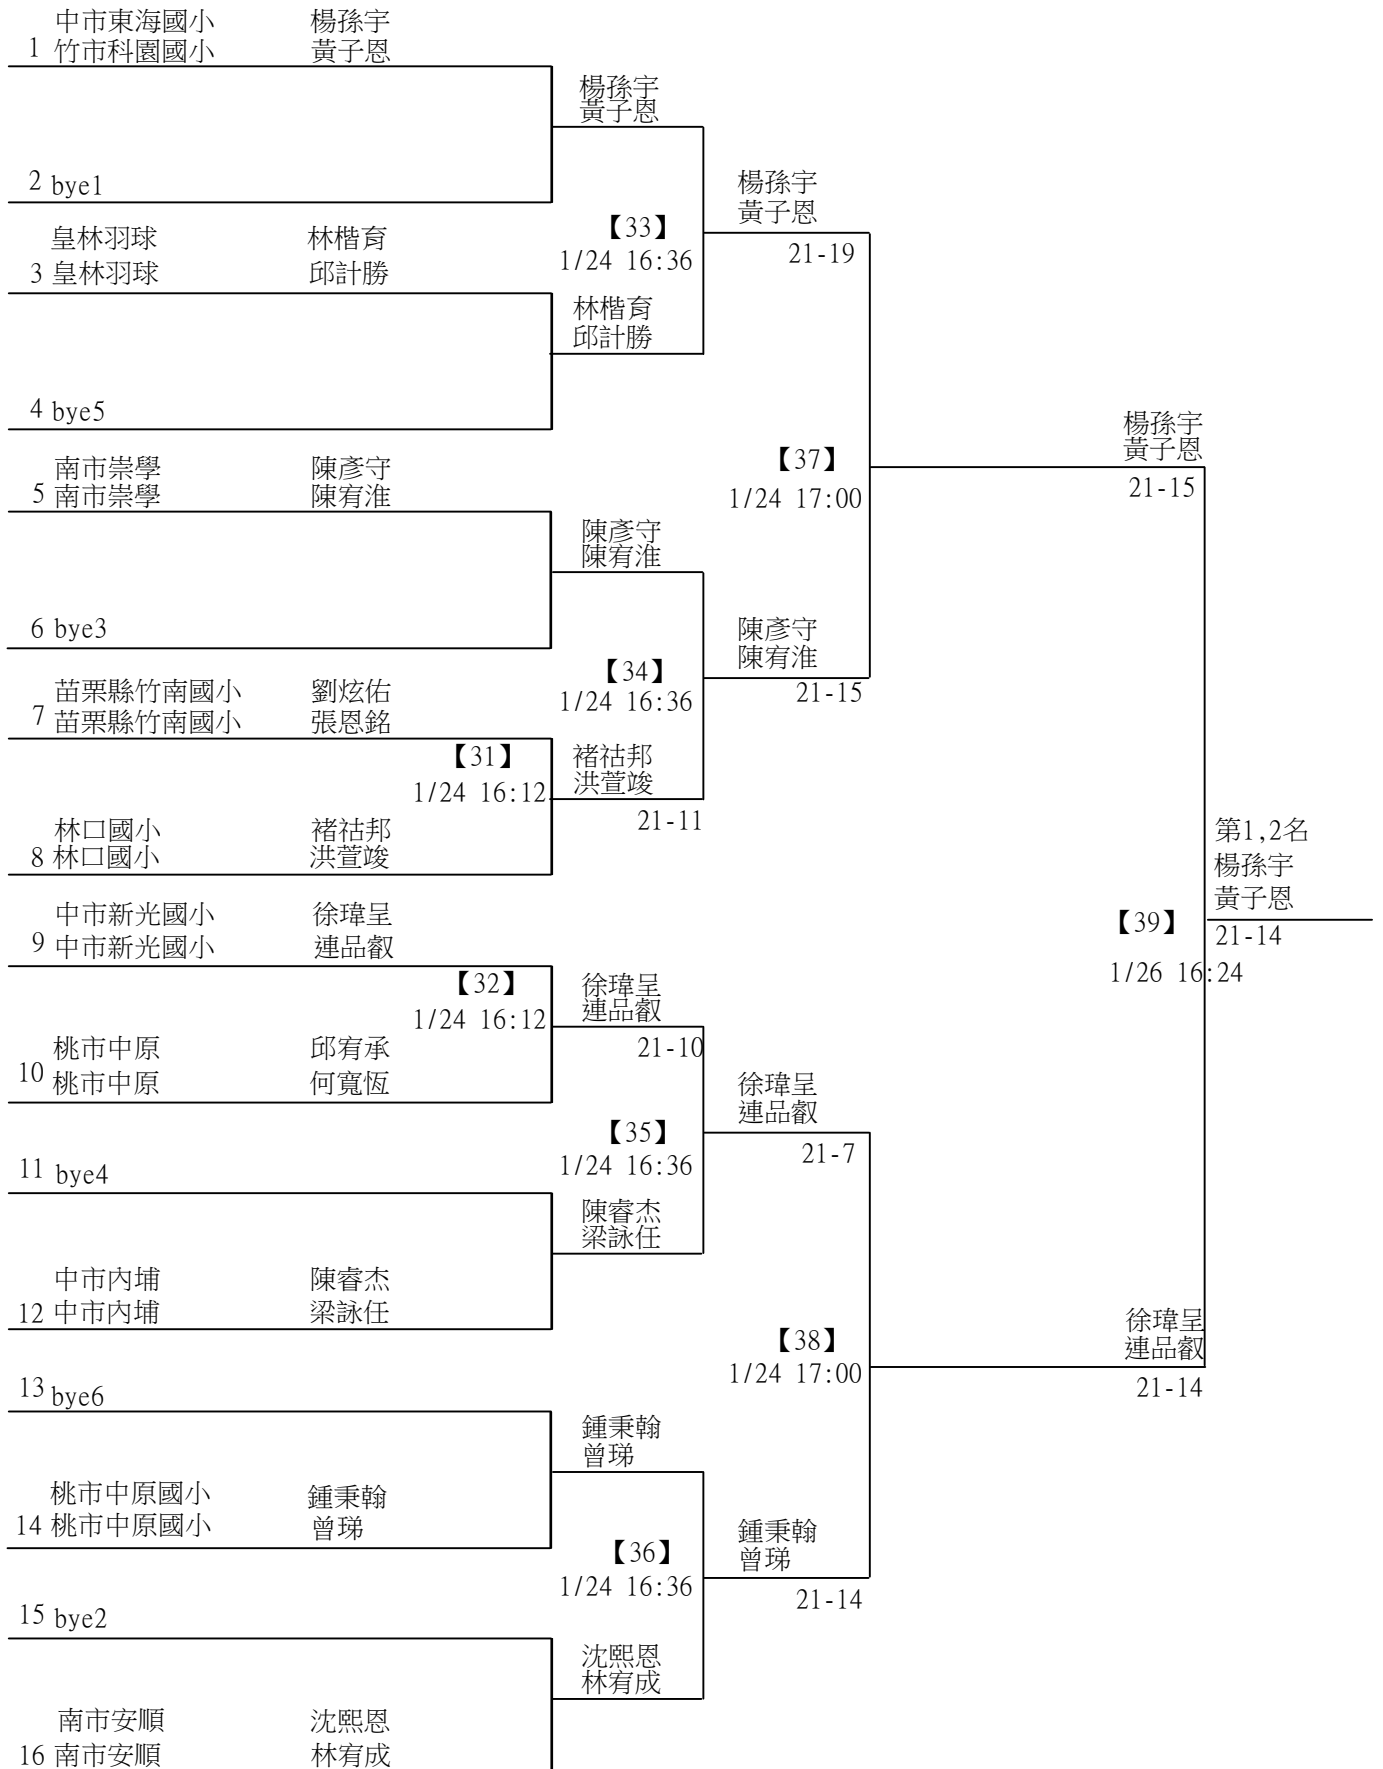 中市東海國小 楊孫宇
1 竹市科園國小 黃子恩
楊孫宇
黃子恩
2 bye1
楊孫宇
黃子恩
【33】
21-19
1/24 16:36
皇林羽球 林楷育
3 皇林羽球 邱計勝
林楷育
邱計勝
4 bye5
楊孫宇
黃子恩
21-15
【37】
1/24 17:00
南市崇學 陳彥守
5 南市崇學 陳宥淮
陳彥守
陳宥淮
6 bye3
陳彥守
陳宥淮
21-15
【34】
1/24 16:36
苗栗縣竹南國小 劉炫佑
7 苗栗縣竹南國小 張恩銘
【31】
1/24 16:12
褚祜邦
洪萱竣
21-11
林口國小 褚祜邦
8 林口國小 洪萱竣
第1,2名
楊孫宇
黃子恩
21-14
【39】
1/26 16:24
中市新光國小 徐瑋呈
9 中市新光國小 連品叡
【32】
1/24 16:12
徐瑋呈
連品叡
21-10
桃市中原 邱宥承
10 桃市中原 何寬恆
徐瑋呈
連品叡
21-7
【35】
1/24 16:36
11 bye4
陳睿杰
梁詠任
中市內埔 陳睿杰
12 中市內埔 梁詠任
【38】
1/24 17:00
徐瑋呈
連品叡
21-14
13 bye6
鍾秉翰
曾珶
桃市中原國小 鍾秉翰
14 桃市中原國小 曾珶
鍾秉翰
曾珶
21-14
【36】
1/24 16:36
15 bye2
沈熙恩
林宥成
南市安順 沈熙恩
16 南市安順 林宥成